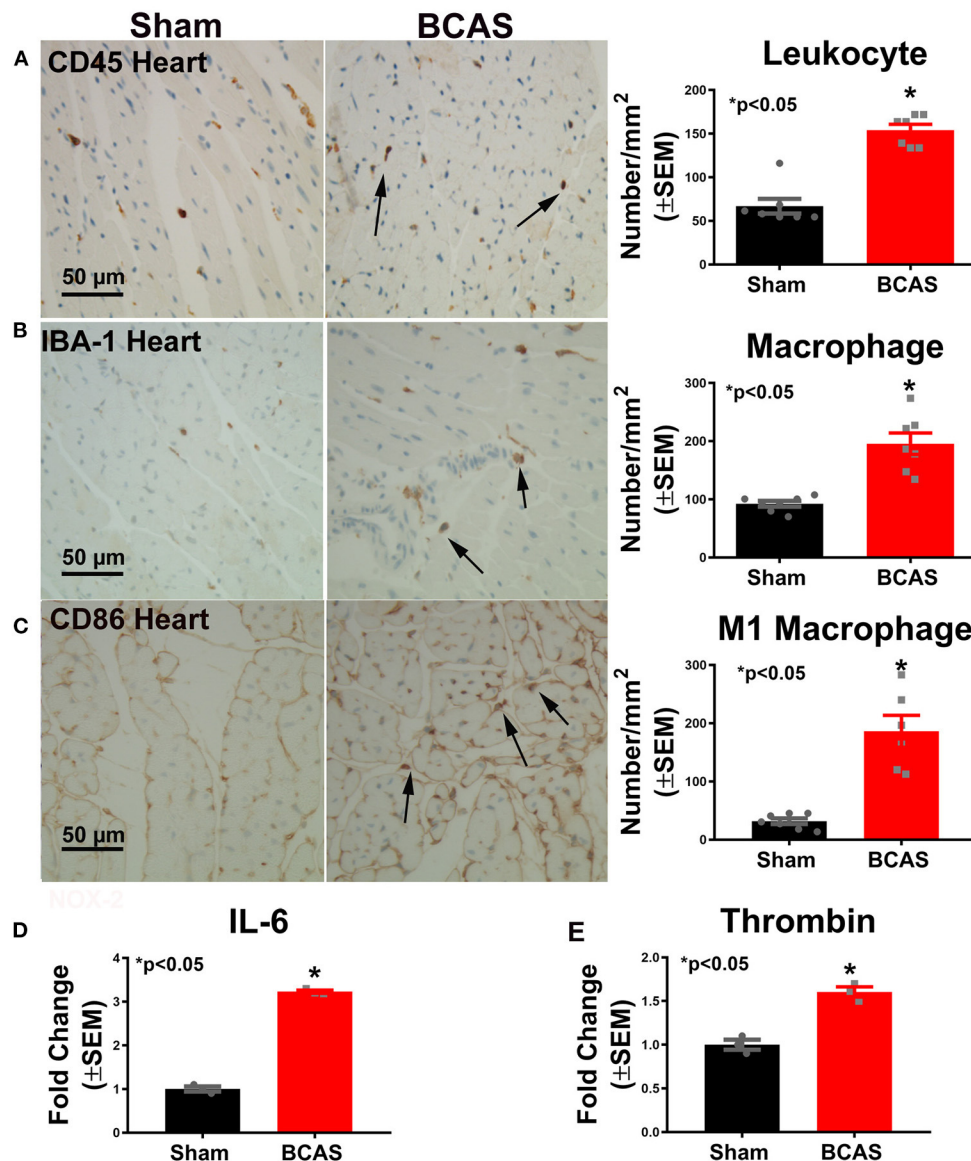 Sham
BCAS
A
CD45 Heart
50 µm
Leukocyte
*p<0.05
*
Number/mm²
(±SEM)
200
150
100
50
0
Sham
BCAS
B
IBA-1 Heart
50 µm
Macrophage
*p<0.05
*
Number/mm²
(±SEM)
300
200
100
0
Sham
BCAS
C
CD86 Heart
50 µm
M1 Macrophage
*p<0.05
*
Number/mm²
(±SEM)
300
200
100
0
Sham
BCAS
NOX-2
D
IL-6
*p<0.05
*
Fold Change
(±SEM)
4
3
2
1
0
Sham
BCAS
E
Thrombin
*p<0.05
*
Fold Change
(±SEM)
2.0
1.5
1.0
0.5
0.0
Sham
BCAS